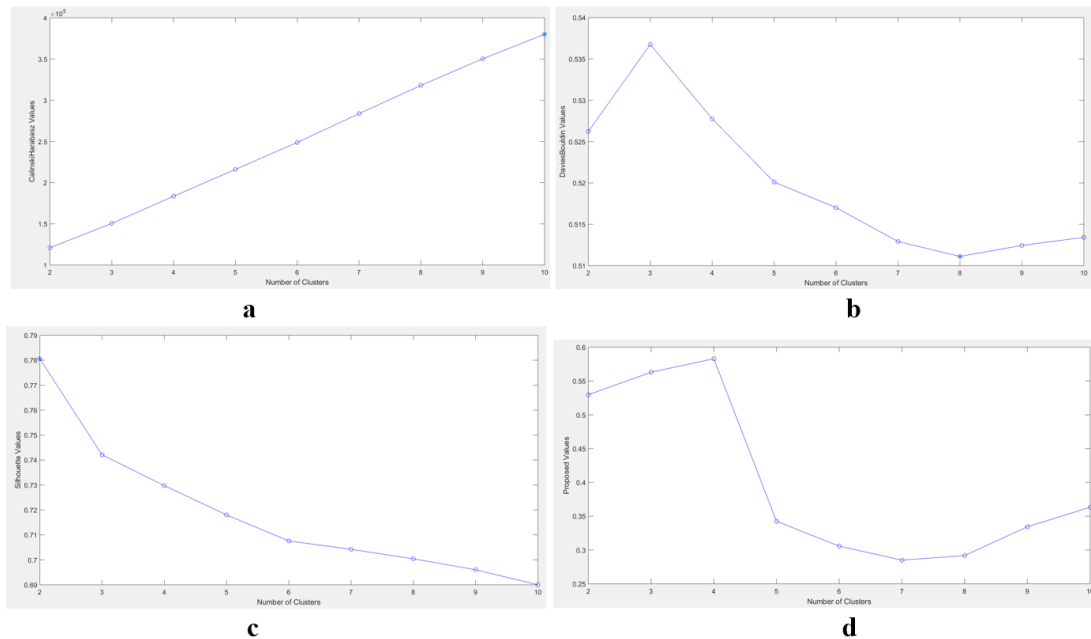 4 ×10^5
3.5
3
2.5
2
1.5
1
CalinskiHarabasz Values
2 3 4 5 6 7 8 9 10
Number of Clusters
a
0.54
0.535
0.53
0.525
0.52
0.515
0.51
DaviesBouldin Values
2 3 4 5 6 7 8 9 10
Number of Clusters
b
0.79
0.78
0.77
0.76
0.75
0.74
0.73
0.72
0.71
0.7
0.69
Silhouette Values
2 3 4 5 6 7 8 9 10
Number of Clusters
c
0.6
0.55
0.5
0.45
0.4
0.35
0.3
0.25
Proposed Values
2 3 4 5 6 7 8 9 10
Number of Clusters
d